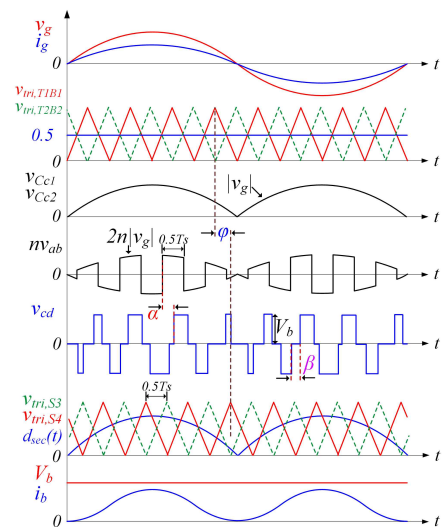 v_g
i_g
0
t
v_tri,T1B1
v_tri,T2B2
0.5
0
t
v_Cc1
v_Cc2
|v_g|
0
t
2n|v_g|
0.5Ts
φ
nv_ab
0
t
α
v_cd
V_b
0
t
β
0.5Ts
v_tri,S3
v_tri,S4
d_sec(t)
0
t
V_b
i_b
0
t